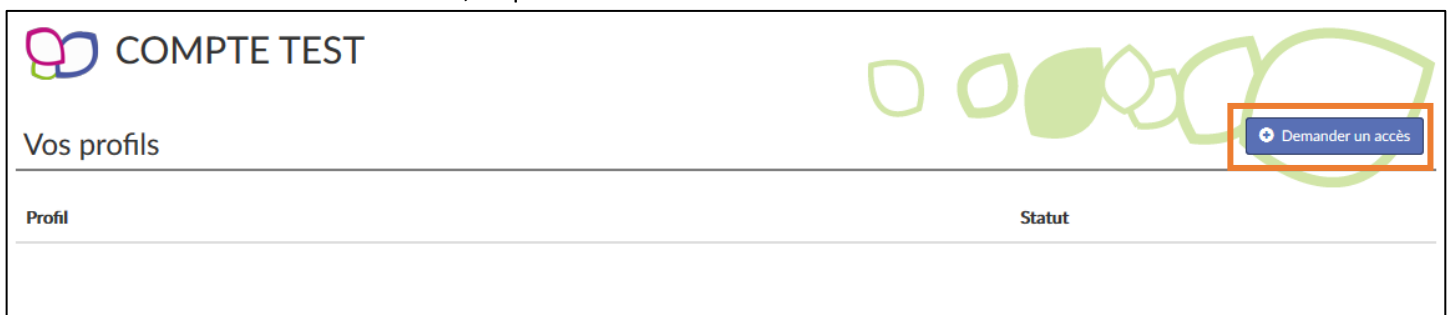 COMPTE TEST
Vos profils
Demander un accès
Profil Statut